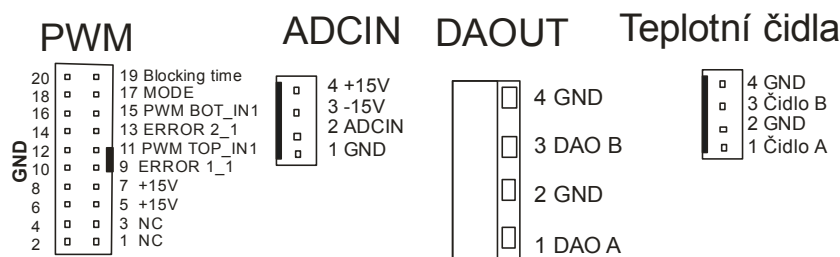 PWM
20 19 Blocking time
18 17 MODE
16 15 PWM BOT_IN1
14 13 ERROR 2_1
12 11 PWM TOP_IN1
10 9 ERROR 1_1
8 7 +15V
6 5 +15V
4 3 NC
2 1 NC
GND
ADCIN
4 +15V
3 -15V
2 ADCIN
1 GND
DAOUT
4 GND
3 DAO B
2 GND
1 DAO A
Teplotní čidla
4 GND
3 Čidlo B
2 GND
1 Čidlo A